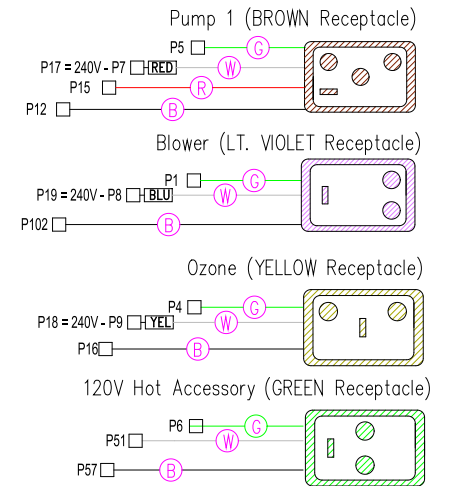 Pump 1 (BROWN Receptacle)
P5 G
P17 = 240V - P7 RED W
P15 R
P12 B
Blower (LT. VIOLET Receptacle)
P1 G
P19 = 240V - P8 BLU W
P102 B
Ozone (YELLOW Receptacle)
P4 G
P18 = 240V - P9 YEL W
P16 B
120V Hot Accessory (GREEN Receptacle)
P6 G
P51 W
P57 B